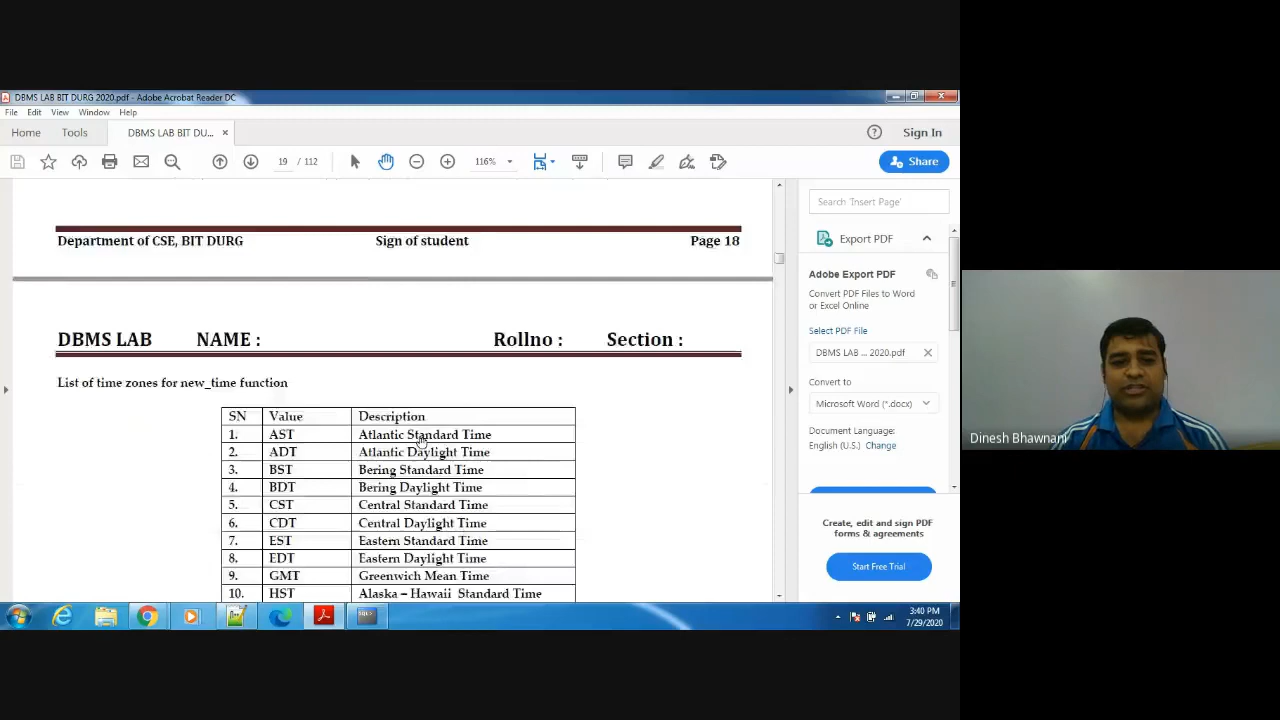 DBMS LAB BIT DURG 2020.pdf - Adobe Acrobat Reader DC
File Edit View Window Help
Home Tools DBMS LAB BIT DU... × Sign In
19 / 112 116% Share
Department of CSE, BIT DURG Sign of student Page 18
DBMS LAB NAME : Rollno : Section :
List of time zones for new_time function
SN Value Description
1. AST Atlantic Standard Time
2. ADT Atlantic Daylight Time
3. BST Bering Standard Time
4. BDT Bering Daylight Time
5. CST Central Standard Time
6. CDT Central Daylight Time
7. EST Eastern Standard Time
8. EDT Eastern Daylight Time
9. GMT Greenwich Mean Time
10. HST Alaska – Hawaii Standard Time
Search 'Insert Page'
Export PDF
Adobe Export PDF
Convert PDF Files to Word
or Excel Online
Select PDF File
DBMS LAB ... 2020.pdf
Convert to
Microsoft Word (*.docx)
Document Language:
English (U.S.) Change
Create, edit and sign PDF
forms & agreements
Start Free Trial
3:40 PM
7/29/2020
Dinesh Bhawnani